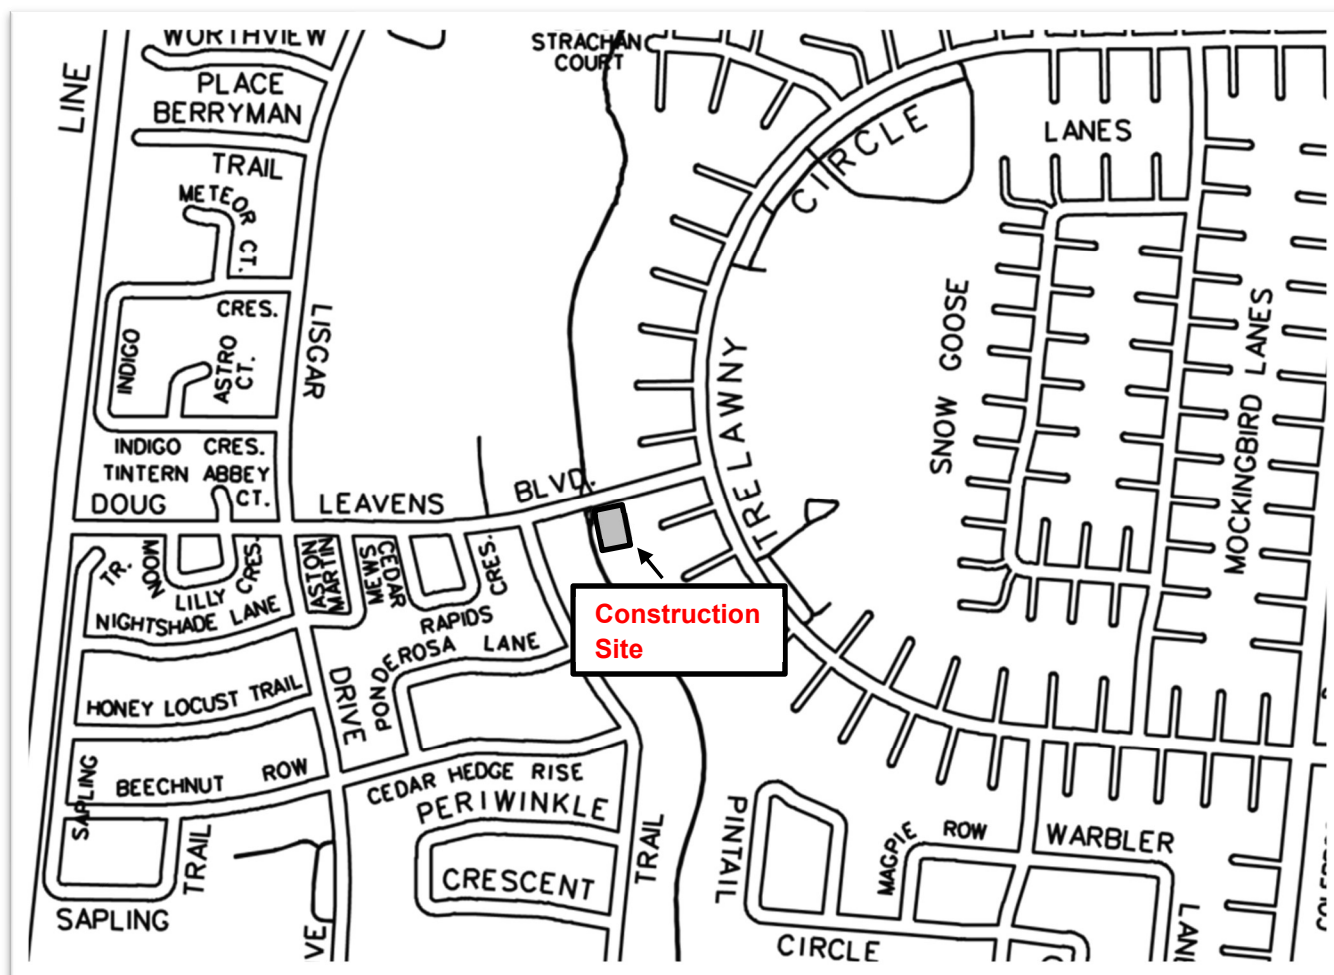 WORTHVIEW
PLACE
BERRYMAN
TRAIL
LINE
METEOR CT.
CRES.
INDIGO
ASTRO
CT.
LISGAR
INDIGO CRES.
TINTERN ABBEY
CT.
DOUG LEAVENS BLVD.
STRACHAN
COURT
CIRCLE
TRELAWNY
LANES
SNOW GOOSE
MOCKINGBIRD LANES
TR.
MOON
LILLY
CRES.
NIGHTSHADE LANE
ASTON
MARTIN
MEWS
CEDAR
RAPIDS
CRES.
PONDEROSA LANE
Construction
Site
HONEY LOCUST TRAIL
DRIVE
BEECHNUT ROW
SAPLING
CEDAR HEDGE RISE
PERIWINKLE
CRESCENT
TRAIL
TRAIL
SAPLING
PINTAIL
MAGPIE
ROW
WARBLER
CIRCLE